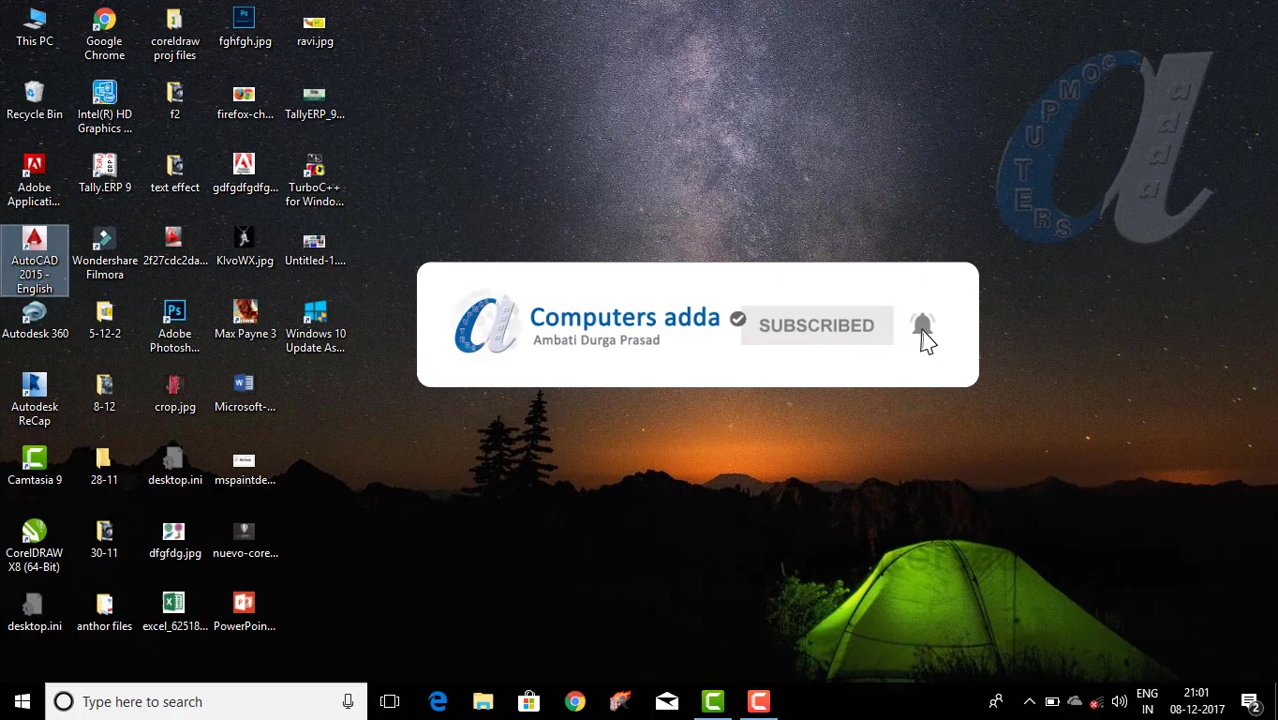 This PC
Google
Chrome
coreldraw
proj files
fghfgh.jpg
ravi.jpg
Recycle Bin
Intel(R) HD
Graphics ...
f2
firefox-ch...
TallyERP_9...
Adobe
Applicati...
Tally.ERP 9
text effect
gdfgdfgdfg...
TurboC++
for Windo...
AutoCAD
2015 -
English
Wondershare
Filmora
2f27cdc2da...
KlvoWX.jpg
Untitled-1....
Autodesk 360
5-12-2
Adobe
Photosh...
Max Payne 3
Windows 10
Update As...
Autodesk
ReCap
8-12
crop.jpg
Microsoft-...
Camtasia 9
28-11
desktop.ini
mspaintde...
CorelDRAW
X8 (64-Bit)
30-11
dfgfdg.jpg
nuevo-core...
desktop.ini
anthor files
excel_62518...
PowerPoin...
COMPUTERS
adda
Computers adda
Ambati Durga Prasad
SUBSCRIBED
Type here to search
ENG
IN
21:01
08-12-2017
2